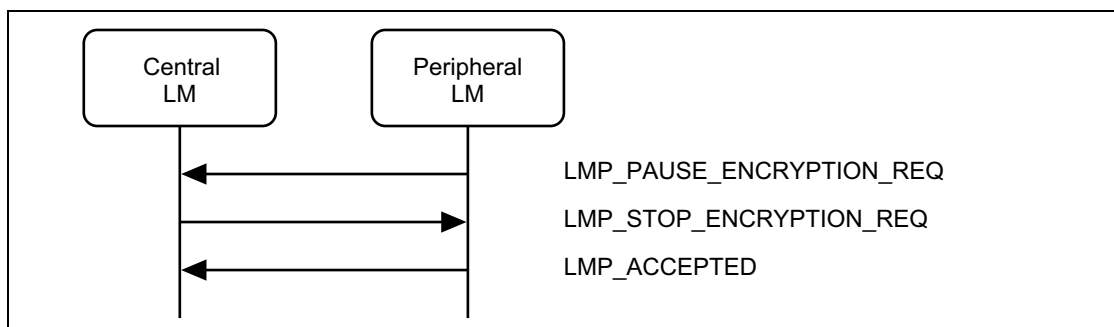 Central
LM
Peripheral
LM
LMP_PAUSE_ENCRYPTION_REQ
LMP_STOP_ENCRYPTION_REQ
LMP_ACCEPTED